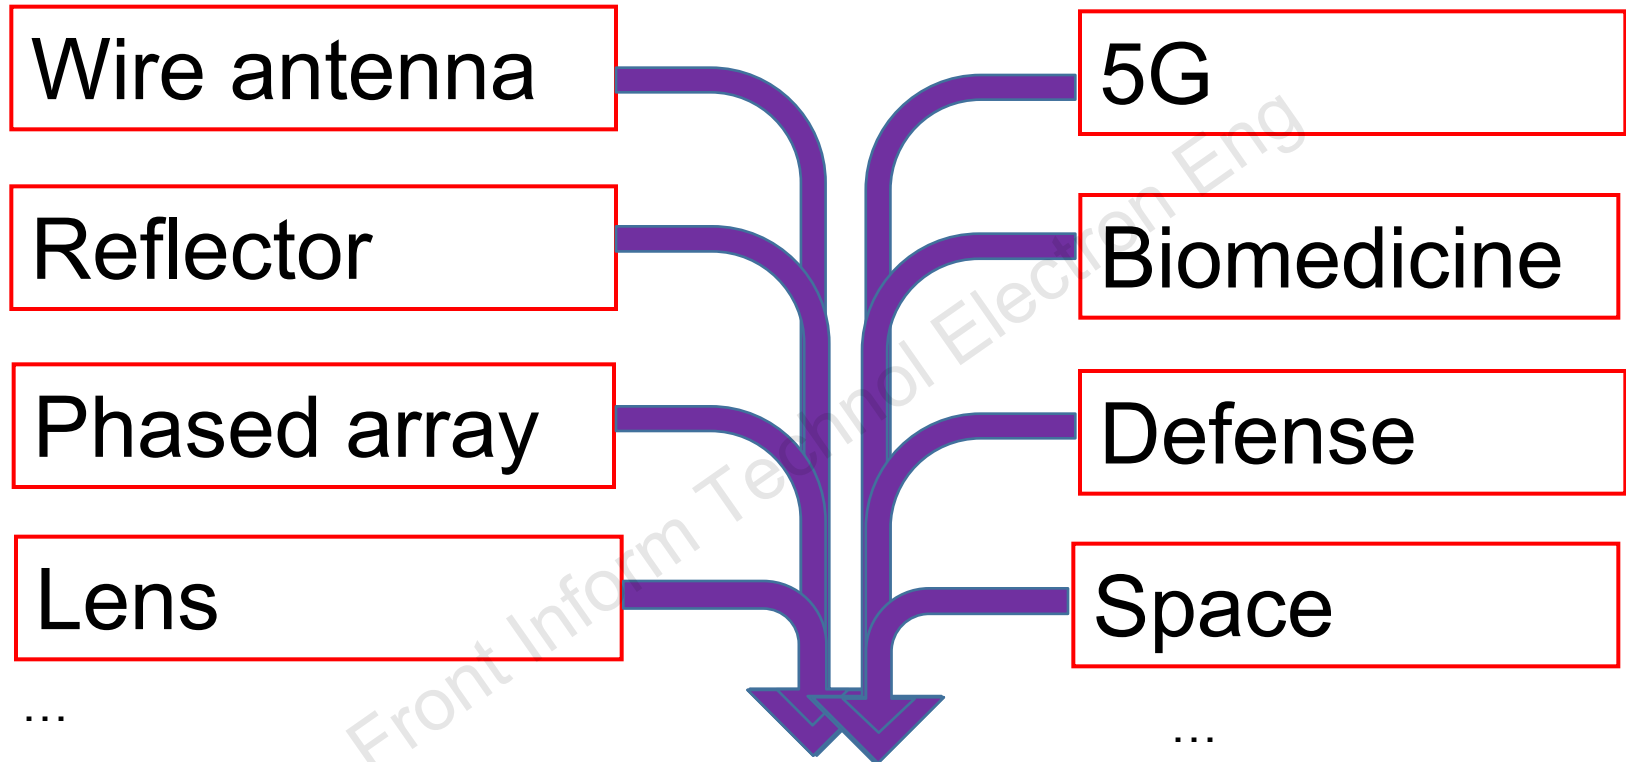 Wire antenna
Reflector
Phased array
Lens
...
5G
Biomedicine
Defense
Space
...
Front Inform Technol Electron Eng